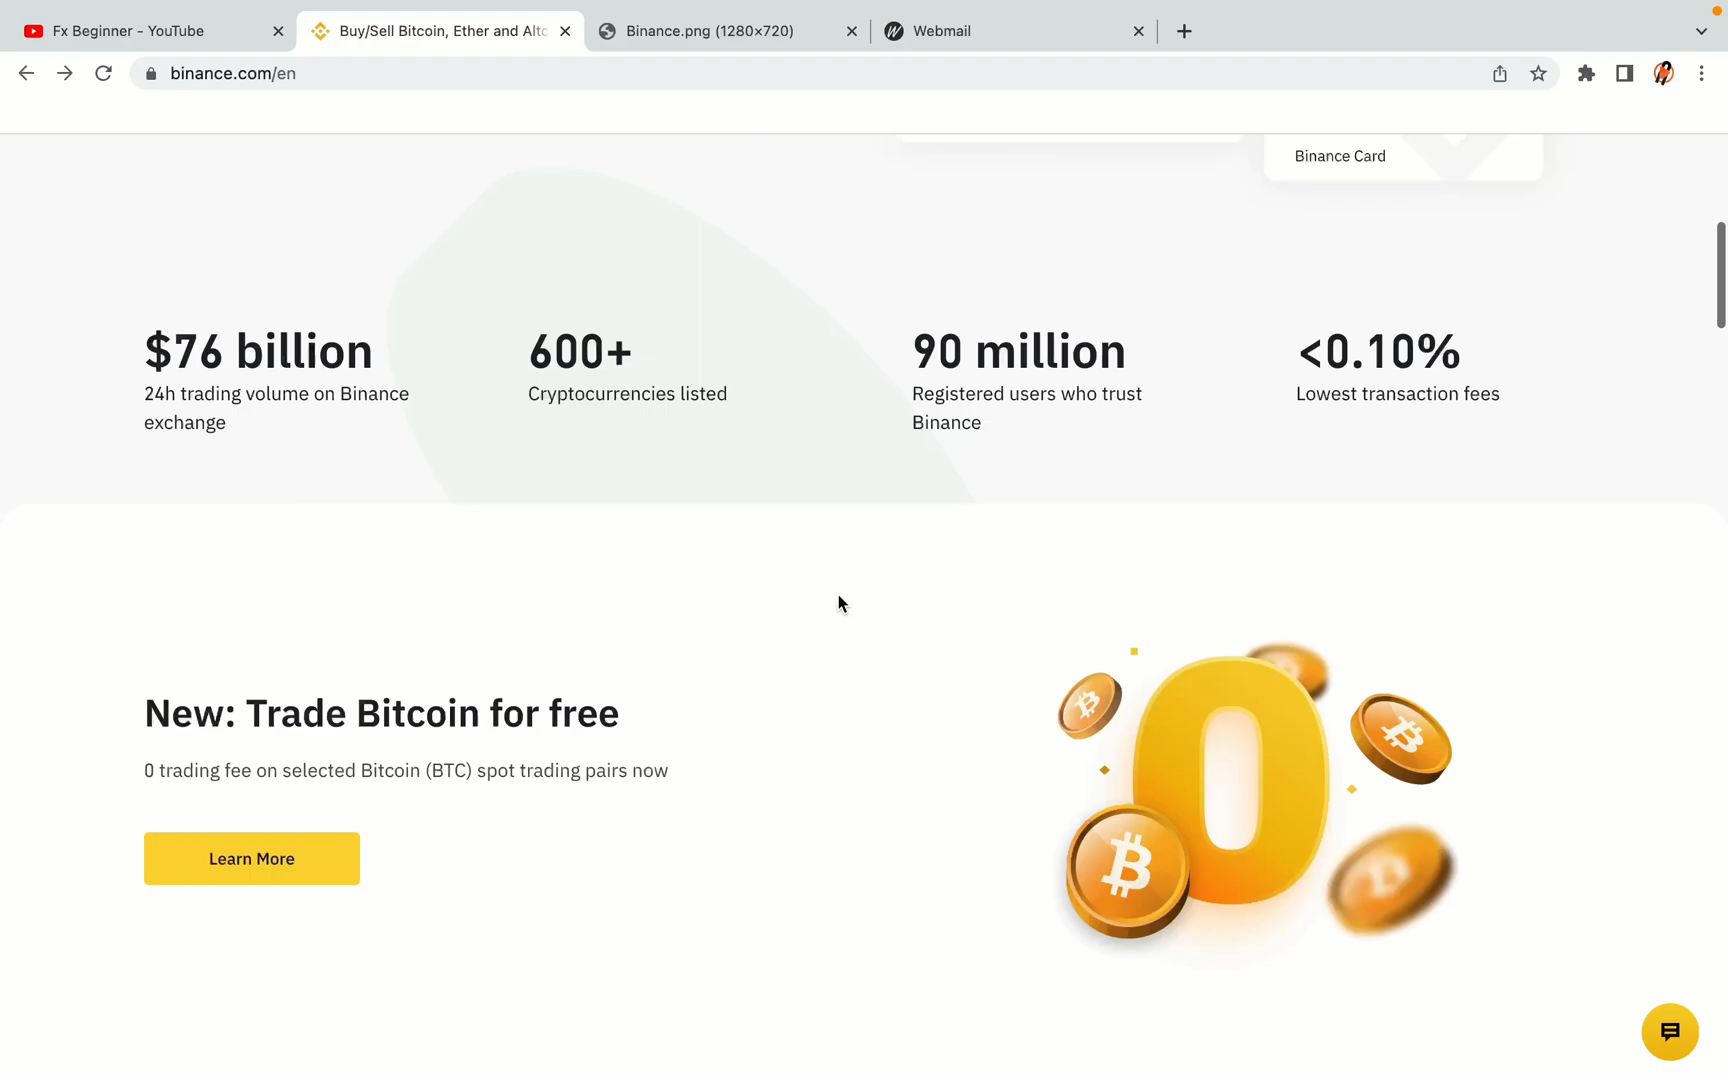 Fx Beginner - YouTube
Buy/Sell Bitcoin, Ether and Altc
Binance.png (1280×720)
Webmail
binance.com/en
Binance Card
$76 billion
24h trading volume on Binance
exchange
600+
Cryptocurrencies listed
90 million
Registered users who trust
Binance
<0.10%
Lowest transaction fees
New: Trade Bitcoin for free
0 trading fee on selected Bitcoin (BTC) spot trading pairs now
Learn More
0